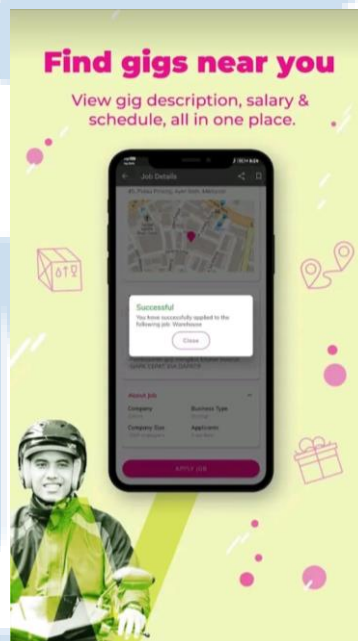 Find gigs near you
View gig description, salary &
schedule, all in one place.
Job Details
Successful
You have successfully applied to the
following job: Warehouse
Close
About Job
Company
Business Type
Company Size
Applicants
APPLY JOB